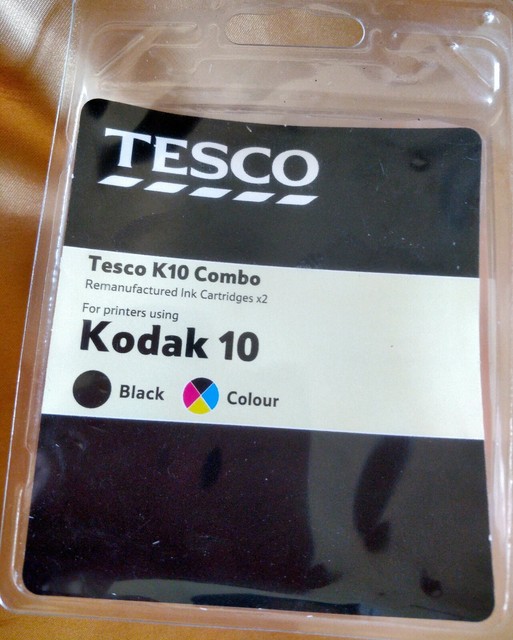 TESCO
Tesco K10 Combo
Remanufactured Ink Cartridges x2
For printers using
Kodak 10
Black Colour